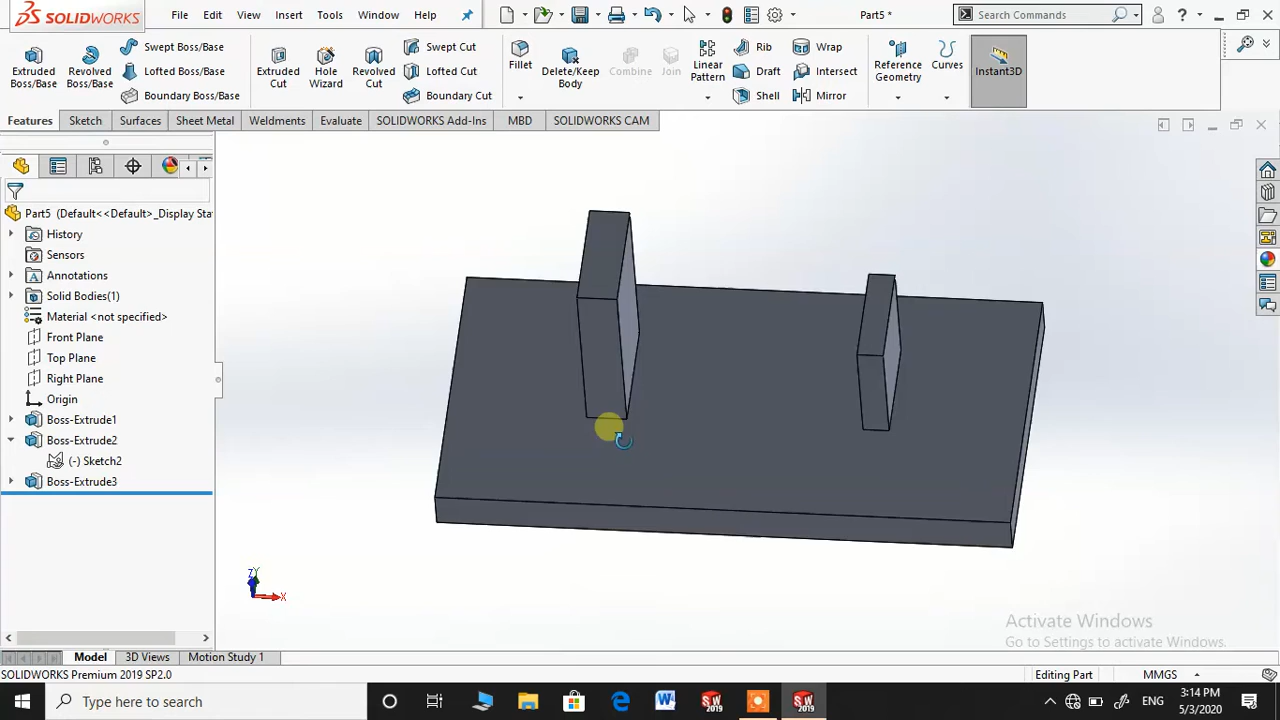 SOLIDWORKS File Edit View Insert Tools Window Help Part5 * Search Commands ?
Extruded Boss/Base
Revolved Boss/Base
Swept Boss/Base
Lofted Boss/Base
Boundary Boss/Base
Extruded Cut
Hole Wizard
Revolved Cut
Swept Cut
Lofted Cut
Boundary Cut
Fillet
Delete/Keep Body
Combine
Join
Linear Pattern
Rib
Draft
Shell
Wrap
Intersect
Mirror
Reference Geometry
Curves
Instant3D
Features Sketch Surfaces Sheet Metal Weldments Evaluate SOLIDWORKS Add-Ins MBD SOLIDWORKS CAM
Part5 (Default<<Default>_Display Sta
History
Sensors
Annotations
Solid Bodies(1)
Material <not specified>
Front Plane
Top Plane
Right Plane
Origin
Boss-Extrude1
Boss-Extrude2
(-) Sketch2
Boss-Extrude3
Z Y
X
Activate Windows
Go to Settings to activate Windows.
Model 3D Views Motion Study 1
SOLIDWORKS Premium 2019 SP2.0 Editing Part MMGS
Type here to search ENG 3:14 PM
5/3/2020